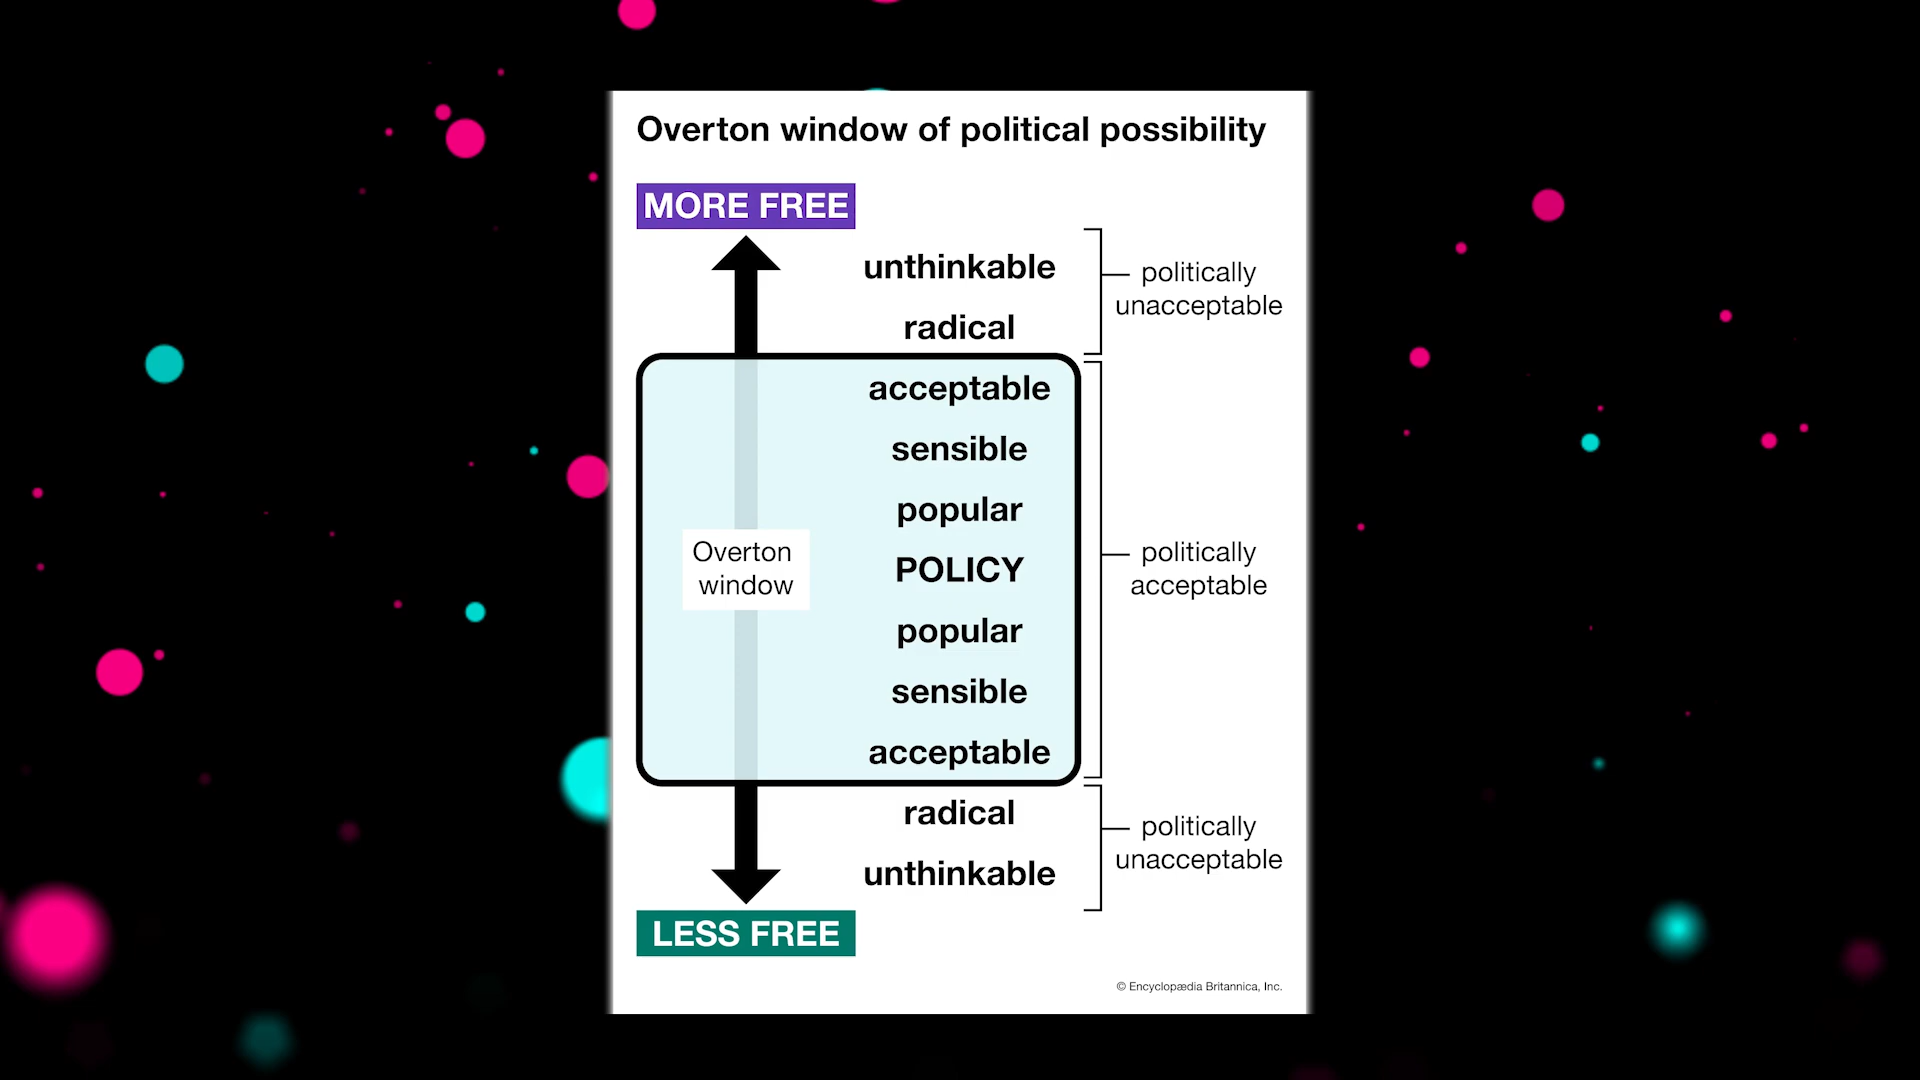 Overton window of political possibility
MORE FREE
unthinkable
radical
politically
unacceptable
acceptable
sensible
popular
POLICY
popular
sensible
acceptable
Overton
window
politically
acceptable
radical
unthinkable
politically
unacceptable
LESS FREE
© Encyclopædia Britannica, Inc.